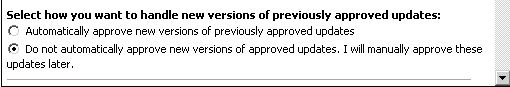 Select how you want to handle new versions of previously approved updates:
Automatically approve new versions of previously approved updates
Do not automatically approve new versions of approved updates. I will manually approve these
updates later.